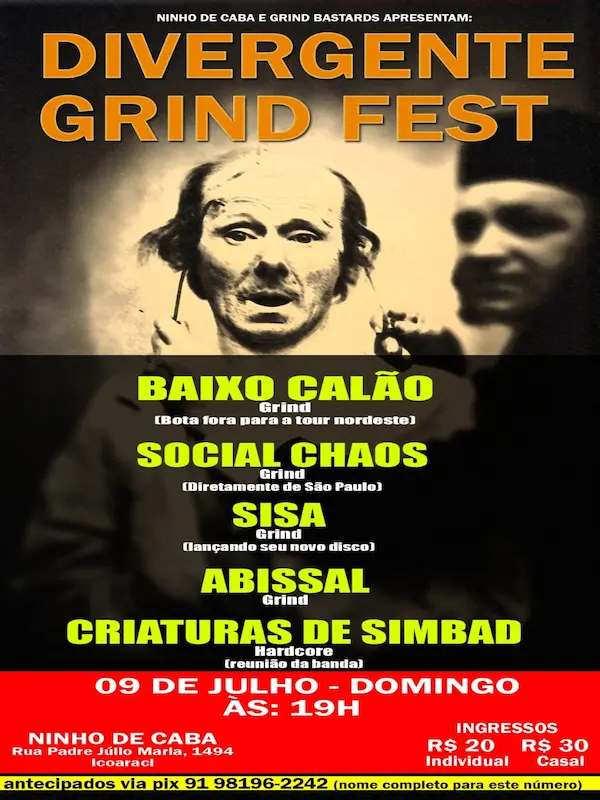 NINHO DE CABA E GRIND BASTARDS APRESENTAM:
DIVERGENTE
GRIND FEST
BAIXO CALÃO
Grind
(Bota fora para a tour nordeste)
SOCIAL CHAOS
Grind
(Diretamente de São Paulo)
SISA
Grind
(lançando seu novo disco)
ABISSAL
Grind
CRIATURAS DE SIMBAD
Hardcore
(reunião da banda)
09 DE JULHO - DOMINGO
ÀS: 19H
NINHO DE CABA
Rua Padre Júlio Maria, 1494
Icoaraci
INGRESSOS
R$ 20 R$ 30
Individual Casal
antecipados via pix 91 98196-2242 (nome completo para este número)